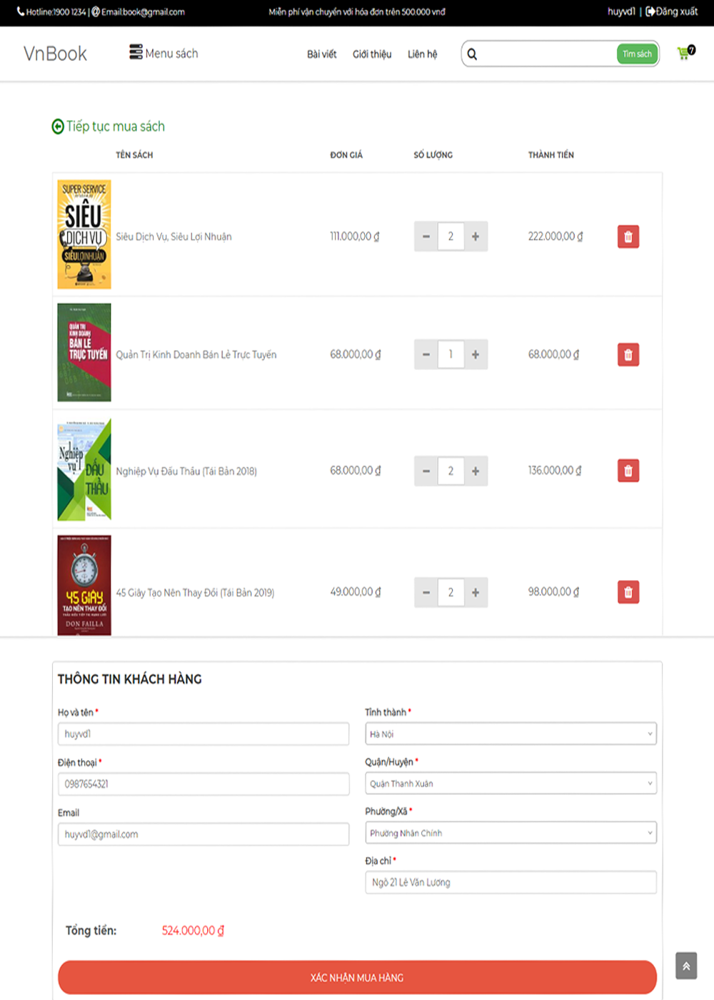 Hotline:1900 1234 | Email:book@gmail.com Miễn phí vận chuyển với hóa đơn trên 500.000 vnđ huyvd1 | Đăng xuất
VnBook Menu sách Bài viết Giới thiệu Liên hệ Tìm sách 7
Tiếp tục mua sách
TÊN SÁCH ĐƠN GIÁ SỐ LƯỢNG THÀNH TIỀN
SUPER SERVICE
SIÊU
DỊCH VỤ
SIÊU LỢI NHUẬN
Siêu Dịch Vụ, Siêu Lợi Nhuận 111.000,00 ₫ − 2 + 222.000,00 ₫
QUẢN TRỊ
KINH DOANH
BÁN LẺ
TRỰC TUYẾN
Quản Trị Kinh Doanh Bán Lẻ Trực Tuyến 68.000,00 ₫ − 1 + 68.000,00 ₫
Nghiệp
vụ
ĐẤU
THẦU
Nghiệp Vụ Đấu Thầu (Tái Bản 2018) 68.000,00 ₫ − 2 + 136.000,00 ₫
45 GIÂY
TẠO NÊN THAY ĐỔI
DON FAILLA
45 Giây Tạo Nên Thay Đổi (Tái Bản 2019) 49.000,00 ₫ − 2 + 98.000,00 ₫
THÔNG TIN KHÁCH HÀNG
Họ và tên * Tỉnh thành *
huyvd1 Hà Nội
Điện thoại * Quận/Huyện *
0987654321 Quận Thanh Xuân
Email Phường/Xã *
huyvd1@gmail.com Phường Nhân Chính
Địa chỉ *
Ngõ 21 Lê Văn Lương
Tổng tiền: 524.000,00 ₫
XÁC NHẬN MUA HÀNG